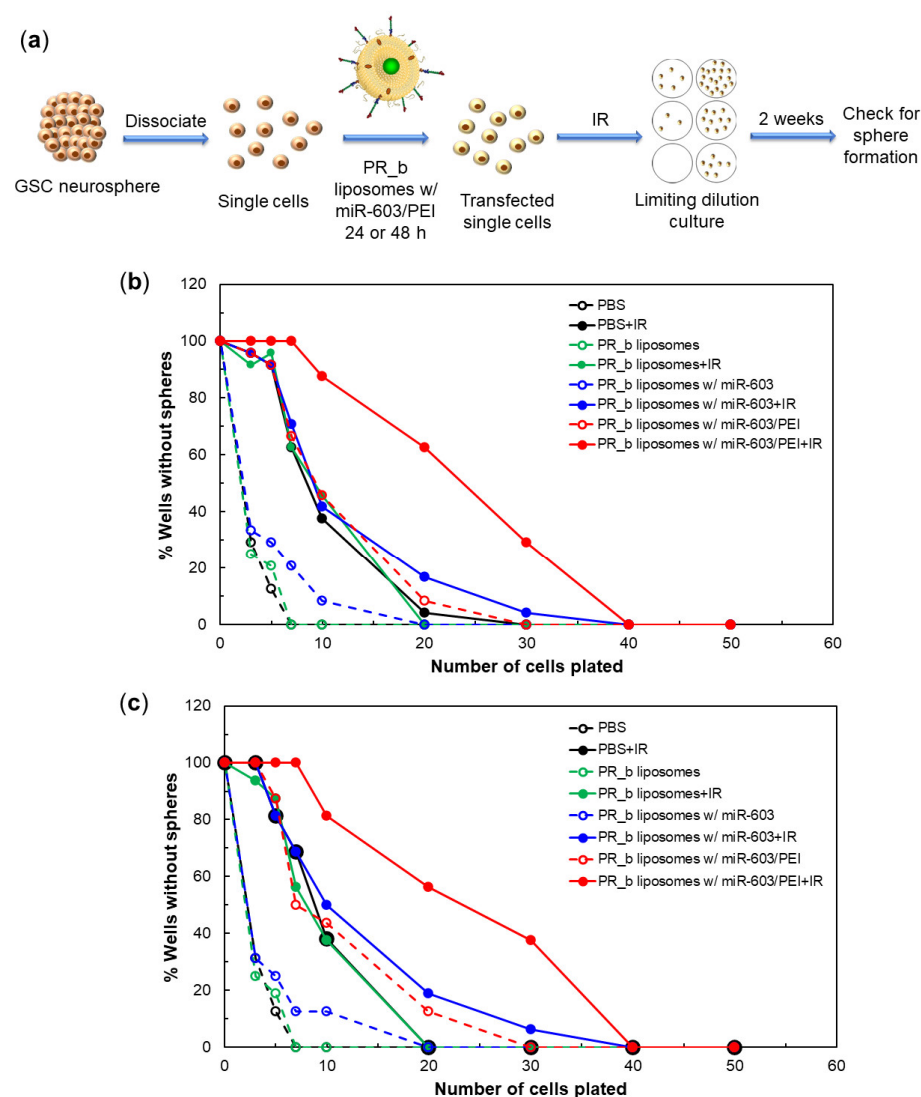 (a)
Dissociate
IR
2 weeks
Check for
sphere
formation
GSC neurosphere
Single cells
PR_b
liposomes w/
miR-603/PEI
24 or 48 h
Transfected
single cells
Limiting dilution
culture
(b)
120
100
80
60
40
20
0
% Wells without spheres
0 10 20 30 40 50 60
Number of cells plated
PBS
PBS+IR
PR_b liposomes
PR_b liposomes+IR
PR_b liposomes w/ miR-603
PR_b liposomes w/ miR-603+IR
PR_b liposomes w/ miR-603/PEI
PR_b liposomes w/ miR-603/PEI+IR
(c)
120
100
80
60
40
20
0
% Wells without spheres
0 10 20 30 40 50 60
Number of cells plated
PBS
PBS+IR
PR_b liposomes
PR_b liposomes+IR
PR_b liposomes w/ miR-603
PR_b liposomes w/ miR-603+IR
PR_b liposomes w/ miR-603/PEI
PR_b liposomes w/ miR-603/PEI+IR